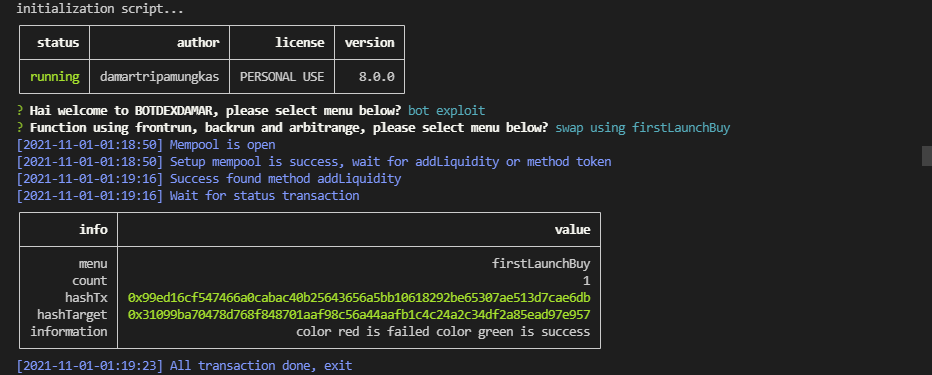 initialization script...
status author license version
running damartripamungkas PERSONAL USE 8.0.0
? Hai welcome to BOTDEXDAMAR, please select menu below? bot exploit
? Function using frontrun, backrun and arbitrange, please select menu below? swap using firstLaunchBuy
[2021-11-01-01:18:50] Mempool is open
[2021-11-01-01:18:50] Setup mempool is success, wait for addLiquidity or method token
[2021-11-01-01:19:16] Success found method addLiquidity
[2021-11-01-01:19:16] Wait for status transaction
info value
menu firstLaunchBuy
count 1
hashTx 0x99ed16cf547466a0cabac40b25643656a5bb10618292be65307ae513d7cae6db
hashTarget 0x31099ba70478d768f848701aaf98c56a44aafb1c4c24a2c34df2a85ead97e957
information color red is failed color green is success
[2021-11-01-01:19:23] All transaction done, exit